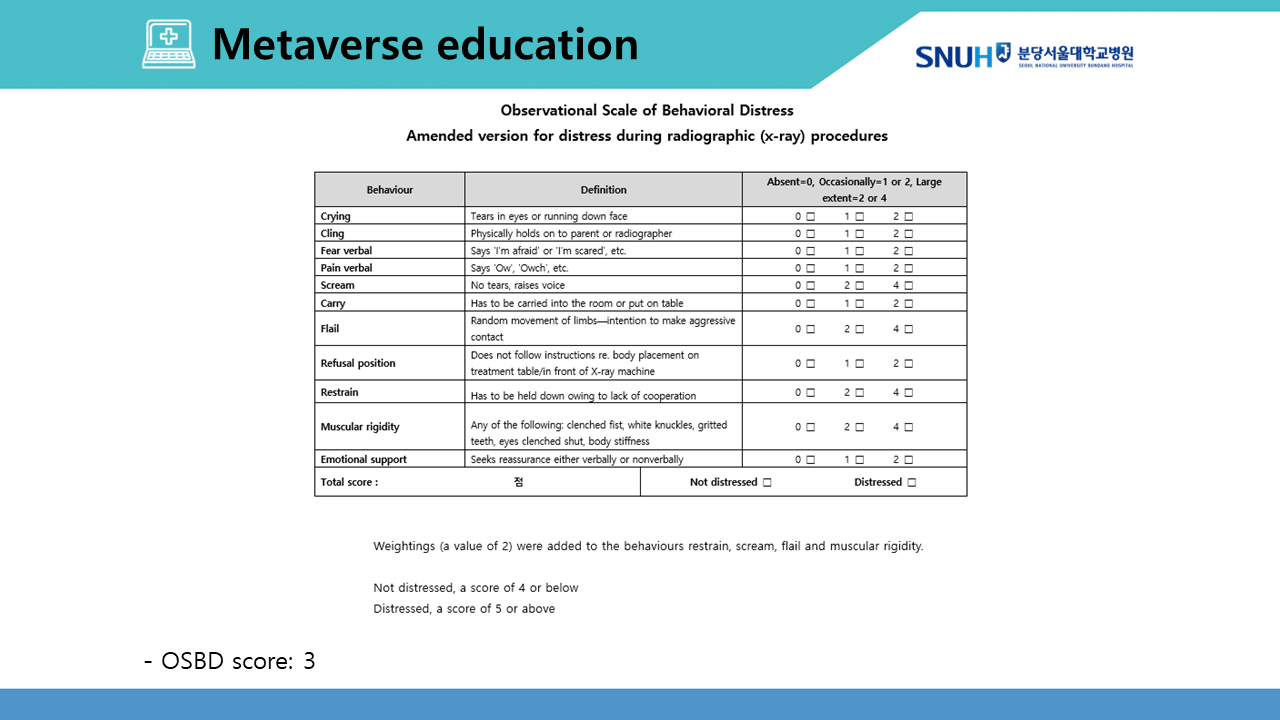 Metaverse education
SNUH 분당서울대학교병원
SEOUL NATIONAL UNIVERSITY BUNDANG HOSPITAL
Observational Scale of Behavioral Distress
Amended version for distress during radiographic (x-ray) procedures
Behaviour Definition Absent=0, Occasionally=1 or 2, Large
extent=2 or 4
Crying Tears in eyes or running down face 0 ☐ 1 ☐ 2 ☐
Cling Physically holds on to parent or radiographer 0 ☐ 1 ☐ 2 ☐
Fear verbal Says 'I'm afraid' or 'I'm scared', etc. 0 ☐ 1 ☐ 2 ☐
Pain verbal Says 'Ow', 'Owch', etc. 0 ☐ 1 ☐ 2 ☐
Scream No tears, raises voice 0 ☐ 2 ☐ 4 ☐
Carry Has to be carried into the room or put on table 0 ☐ 1 ☐ 2 ☐
Flail Random movement of limbs—intention to make aggressive
contact 0 ☐ 2 ☐ 4 ☐
Refusal position Does not follow instructions re. body placement on
treatment table/in front of X-ray machine 0 ☐ 1 ☐ 2 ☐
Restrain Has to be held down owing to lack of cooperation 0 ☐ 2 ☐ 4 ☐
Muscular rigidity Any of the following: clenched fist, white knuckles, gritted
teeth, eyes clenched shut, body stiffness 0 ☐ 2 ☐ 4 ☐
Emotional support Seeks reassurance either verbally or nonverbally 0 ☐ 1 ☐ 2 ☐
Total score : 점 Not distressed ☐ Distressed ☐
Weightings (a value of 2) were added to the behaviours restrain, scream, flail and muscular rigidity.
Not distressed, a score of 4 or below
Distressed, a score of 5 or above
- OSBD score: 3